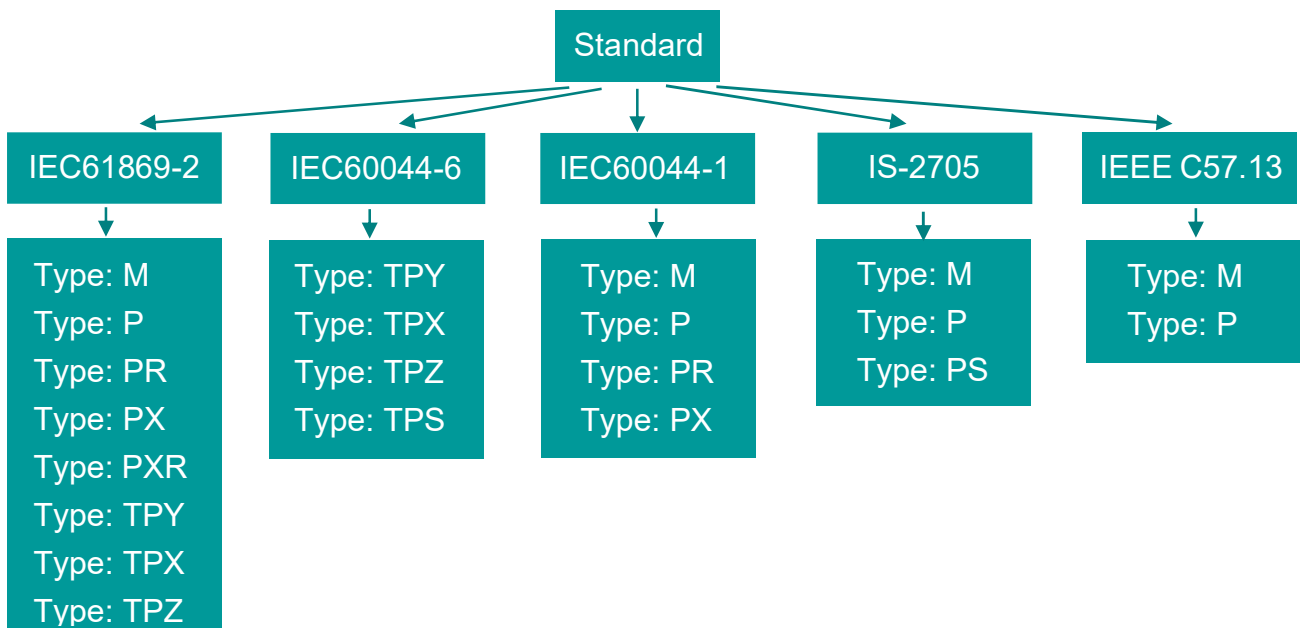 Standard
IEC61869-2
IEC60044-6
IEC60044-1
IS-2705
IEEE C57.13
Type: M
Type: P
Type: PR
Type: PX
Type: PXR
Type: TPY
Type: TPX
Type: TPZ
Type: TPY
Type: TPX
Type: TPZ
Type: TPS
Type: M
Type: P
Type: PR
Type: PX
Type: M
Type: P
Type: PS
Type: M
Type: P